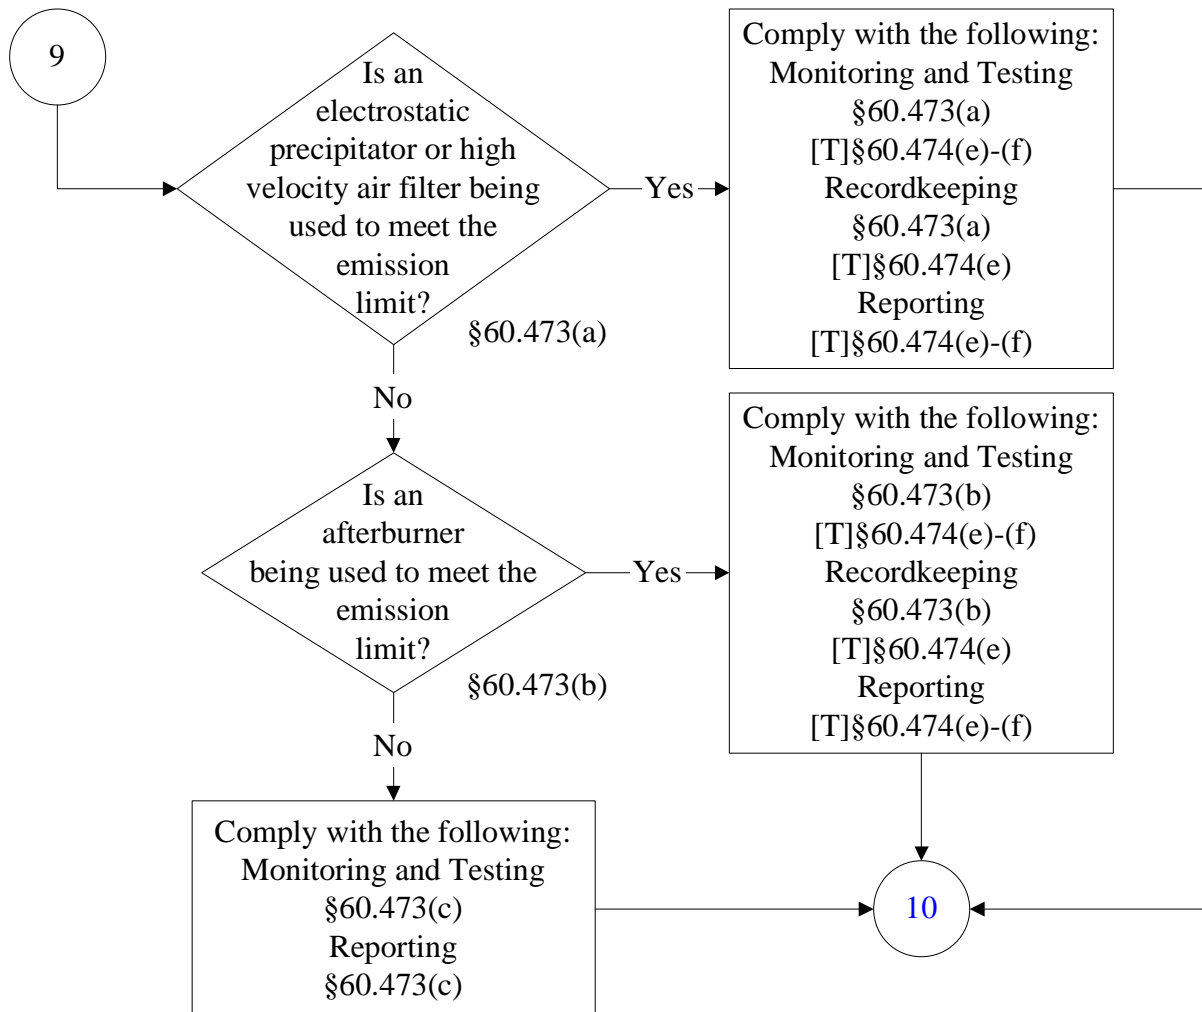 9
Is an
electrostatic
precipitator or high
velocity air filter being
used to meet the
emission
limit?
§60.473(a)
Yes
Comply with the following:
Monitoring and Testing
§60.473(a)
[T]§60.474(e)-(f)
Recordkeeping
§60.473(a)
[T]§60.474(e)
Reporting
[T]§60.474(e)-(f)
No
Is an
afterburner
being used to meet the
emission
limit?
§60.473(b)
Yes
Comply with the following:
Monitoring and Testing
§60.473(b)
[T]§60.474(e)-(f)
Recordkeeping
§60.473(b)
[T]§60.474(e)
Reporting
[T]§60.474(e)-(f)
No
Comply with the following:
Monitoring and Testing
§60.473(c)
Reporting
§60.473(c)
10